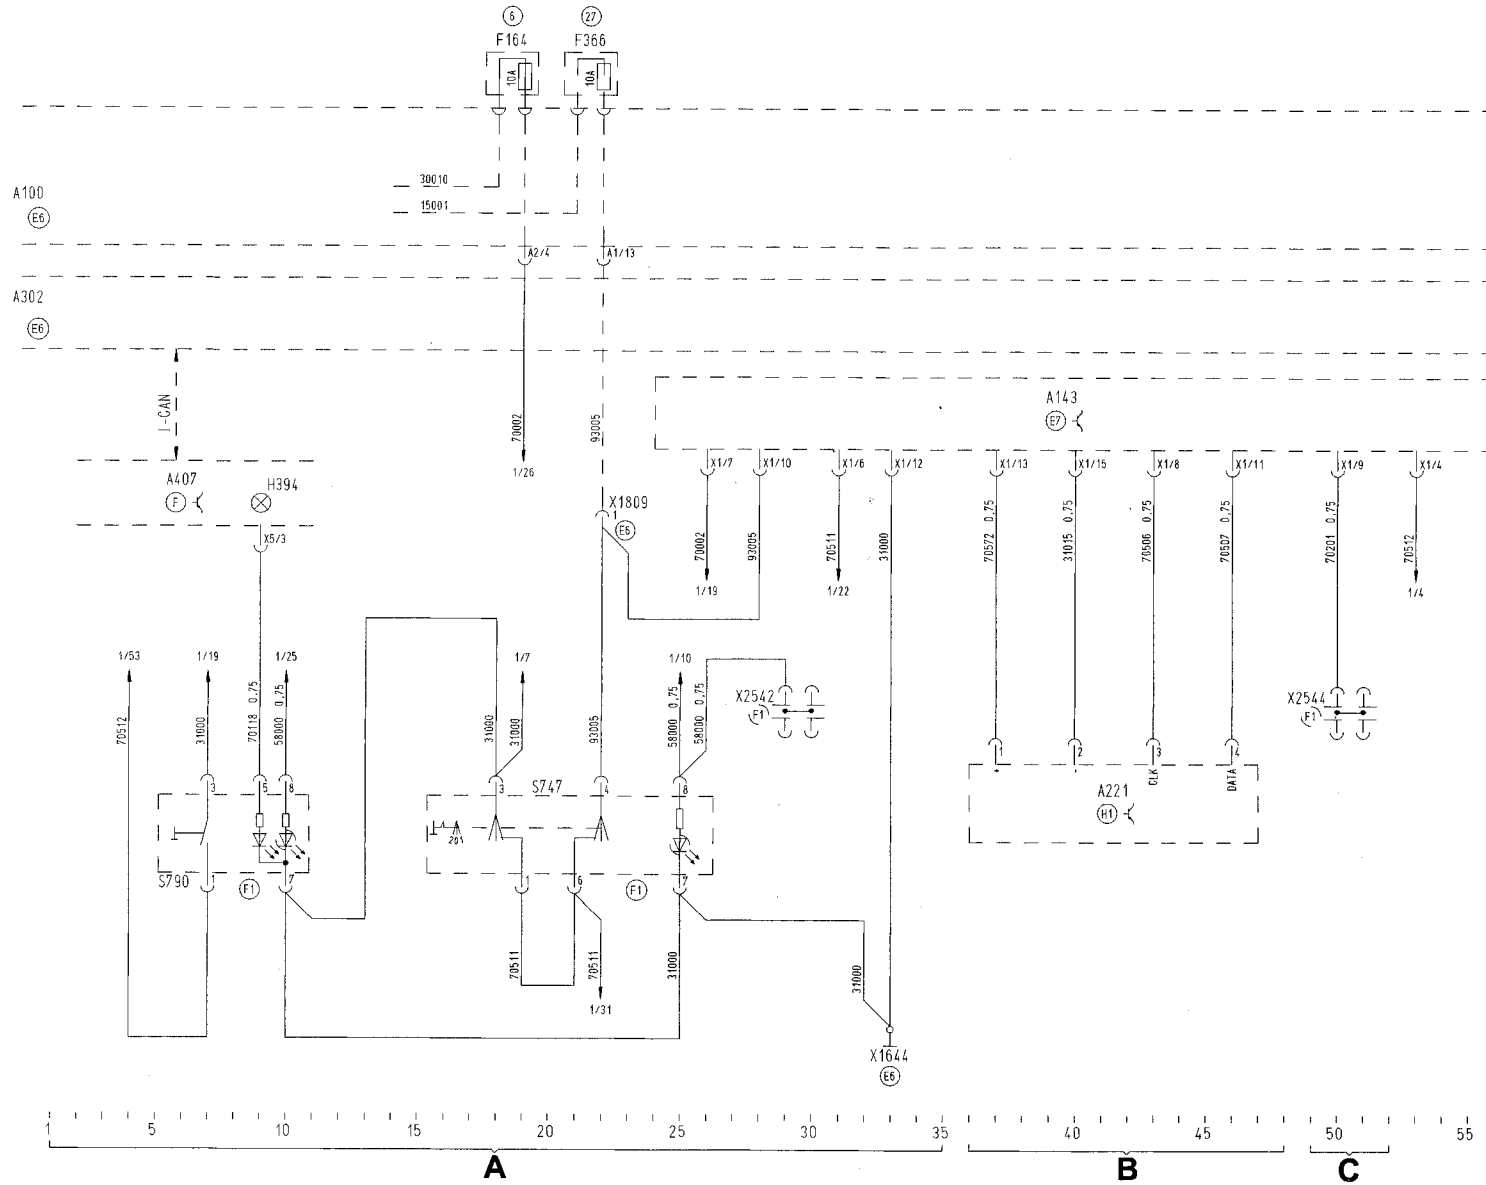 6 27
F164 F366
10A 10A
30010
15001
A100
E6
A2/4 A1/13
A302
E6
I-CAN
70002
93005
1/26
A143
E7
X1/7 X1/10 X1/6 X1/12 X1/13 X1/15 X1/8 X1/11 X1/9 X1/4
A407 H394
F
X5/3
X1809
1
E6
70002
93005
70511
31000
70572 0,75
31015 0,75
70506 0,75
70507 0,75
70201 0,75
70512
1/19 1/22 1/4
1/53 1/19 1/25 1/7 1/10
70512
31000
70118 0,75
58000 0,75
31000
31000
93005
58000 0,75
58000 0,75
X2542
F1
X2544
F1
1 2 3 4
CLK
DATA
A221
H1
3 5 8
3 S747 4 8
201
S790 1 F1 7
1 6 F1 7
70511
70511
31000
31000
1/31
X1644
E6
1 5 10 15 20 25 30 35 40 45 50 55
A B C